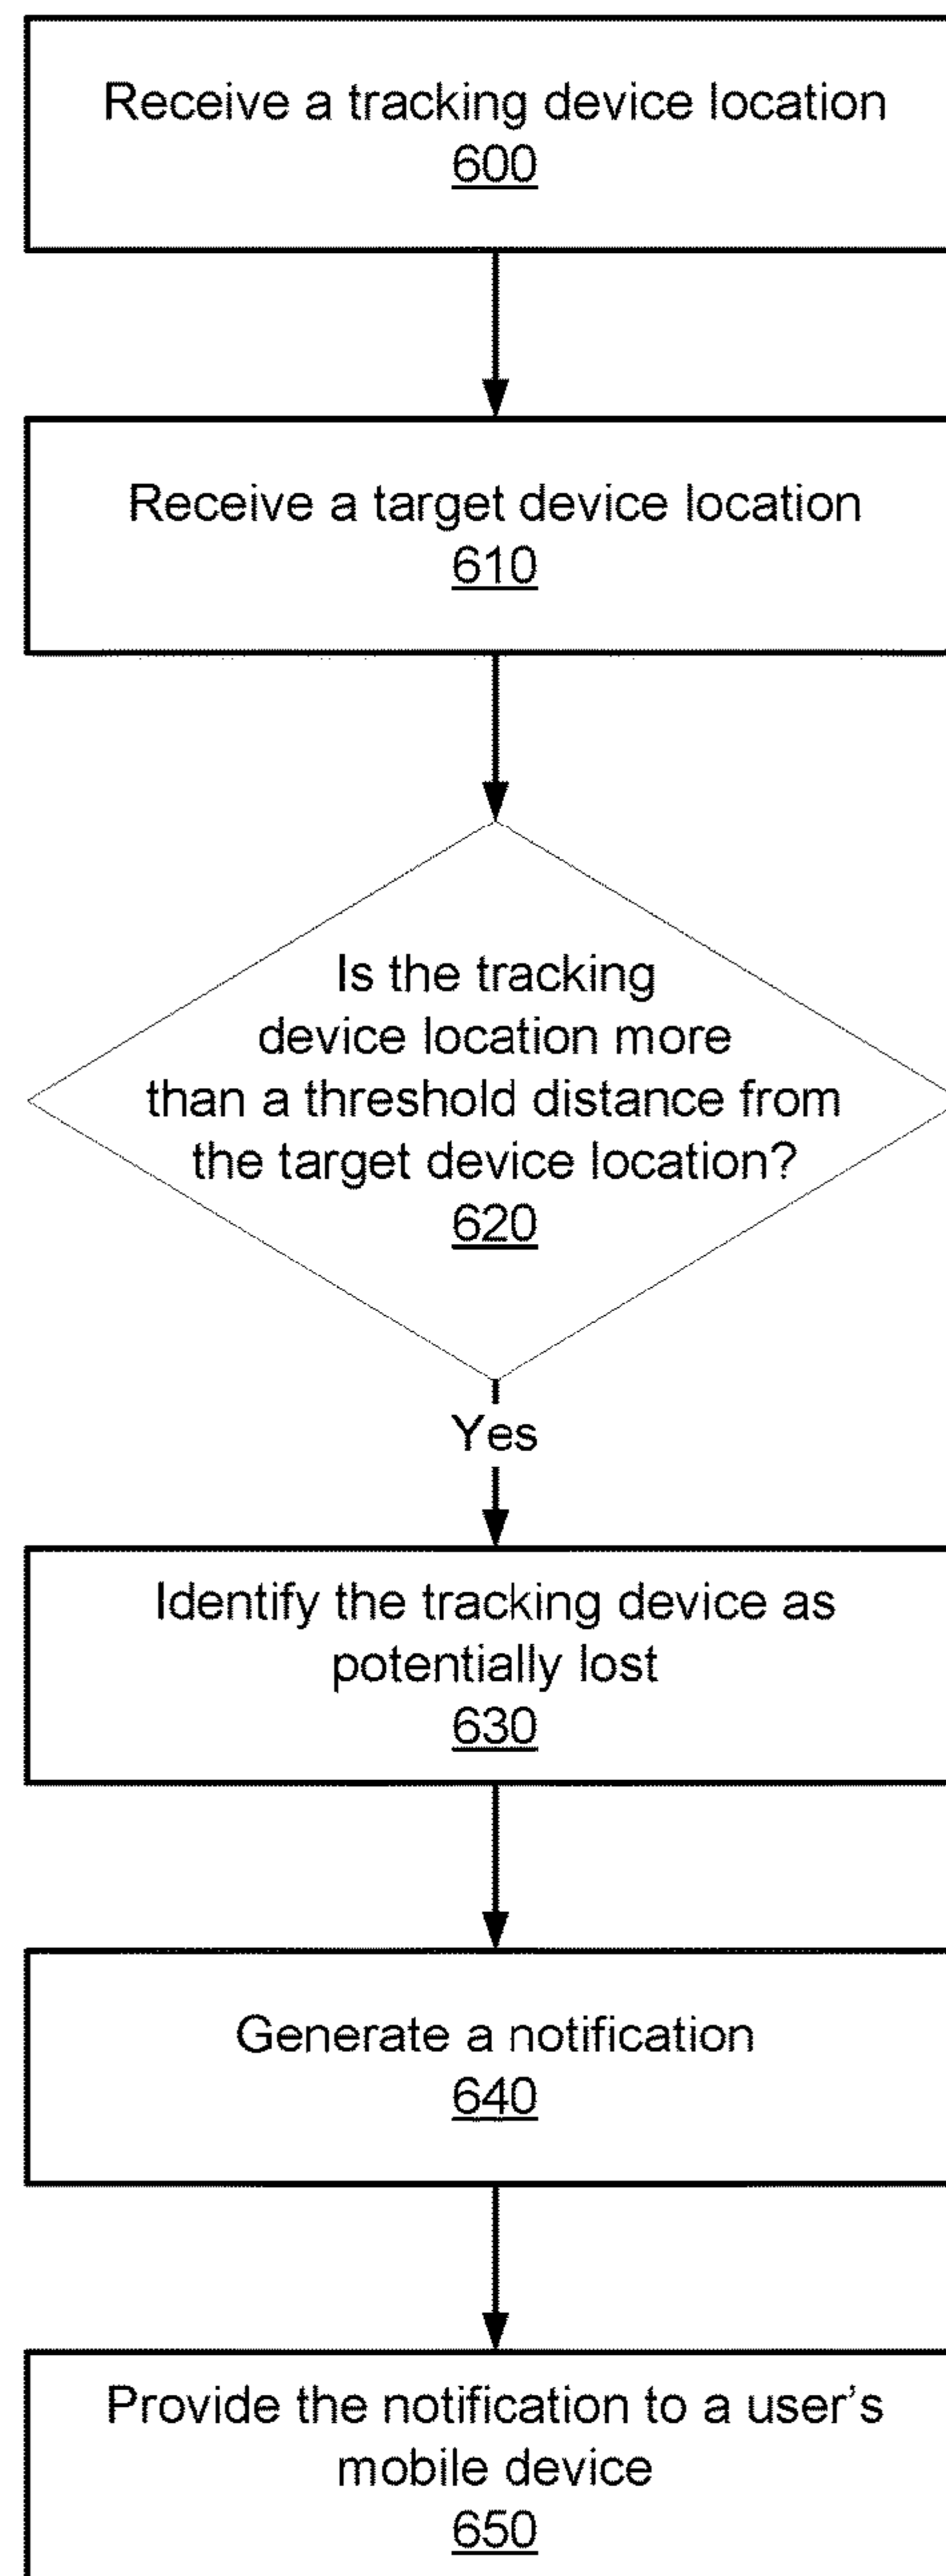 Receive a tracking device location
600
Receive a target device location
610
Is the tracking
device location more
than a threshold distance from
the target device location?
620
Yes
Identify the tracking device as
potentially lost
630
Generate a notification
640
Provide the notification to a user's
mobile device
650